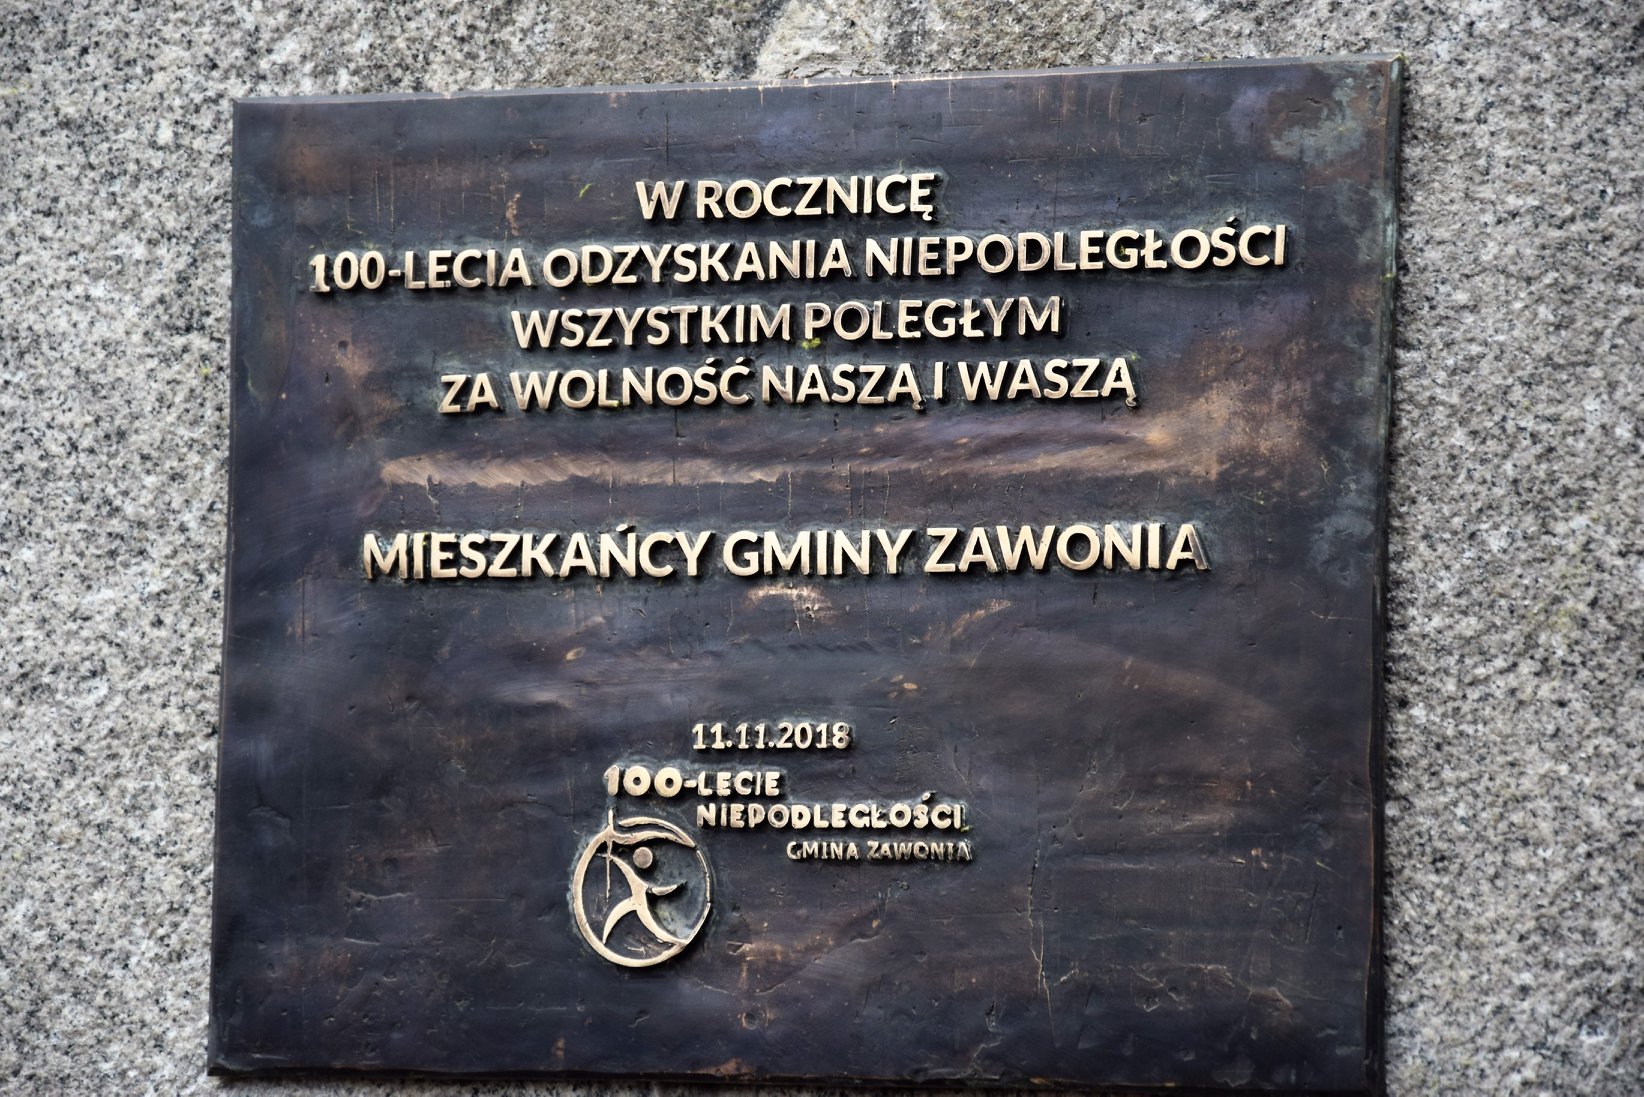 W ROCZNICĘ
100-LECIA ODZYSKANIA NIEPODLEGŁOŚCI
WSZYSTKIM POLEGŁYM
ZA WOLNOŚĆ NASZĄ I WASZĄ
MIESZKAŃCY GMINY ZAWONIA
11.11.2018
100-LECIE
NIEPODLEGŁOŚCI
GMINA ZAWONIA